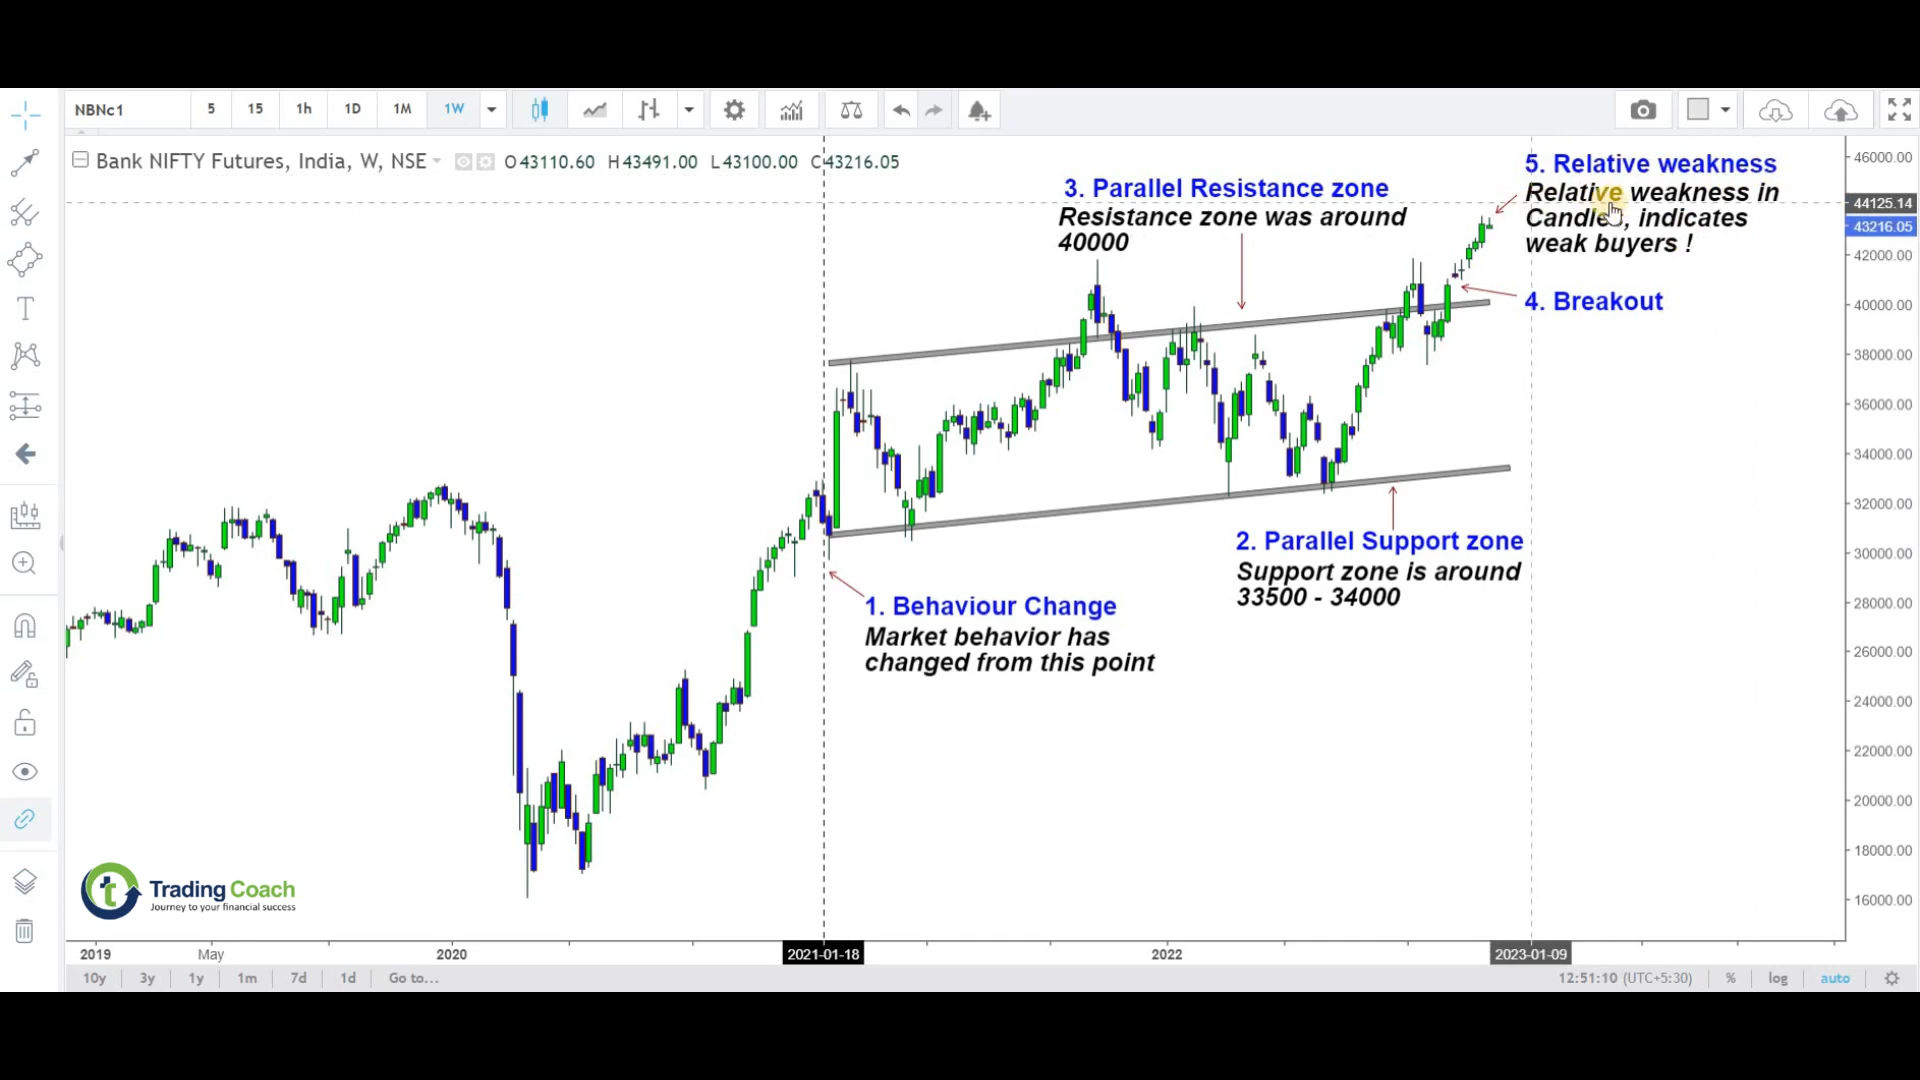 NBNc1 5 15 1h 1D 1M 1W
Bank NIFTY Futures, India, W, NSE O 43110.60 H 43491.00 L 43100.00 C 43216.05
5. Relative weakness
Relative weakness in
Candles, indicates
weak buyers !
3. Parallel Resistance zone
Resistance zone was around
40000
4. Breakout
2. Parallel Support zone
Support zone is around
33500 - 34000
1. Behaviour Change
Market behavior has
changed from this point
46000.00
44125.14
43216.05
42000.00
40000.00
38000.00
36000.00
34000.00
32000.00
30000.00
28000.00
26000.00
24000.00
22000.00
20000.00
18000.00
16000.00
Trading Coach
Journey to your financial success
2019 May 2020 2021-01-18 2022 2023-01-09
10y 3y 1y 1m 7d 1d Go to... 12:51:10 (UTC+5:30) % log auto